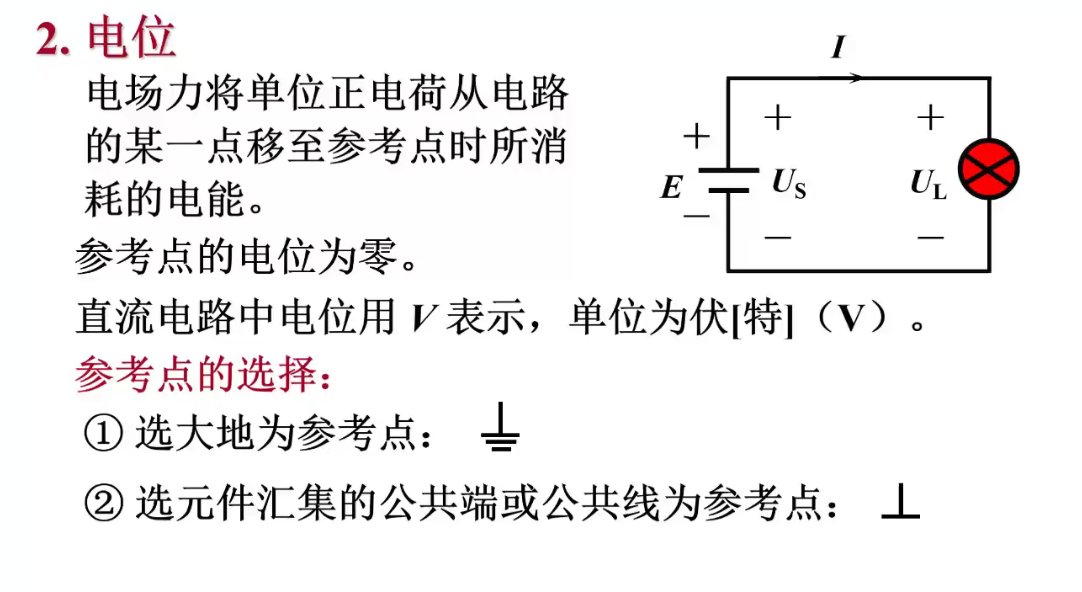 2. 电位
电场力将单位正电荷从电路
的某一点移至参考点时所消
耗的电能。
参考点的电位为零。
直流电路中电位用 V 表示，单位为伏[特]（V）。
参考点的选择：
① 选大地为参考点：
② 选元件汇集的公共端或公共线为参考点：
I
+ + +
E US UL
− − −